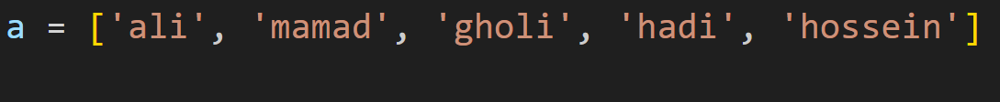 a = ['ali', 'mamad', 'gholi', 'hadi', 'hossein']